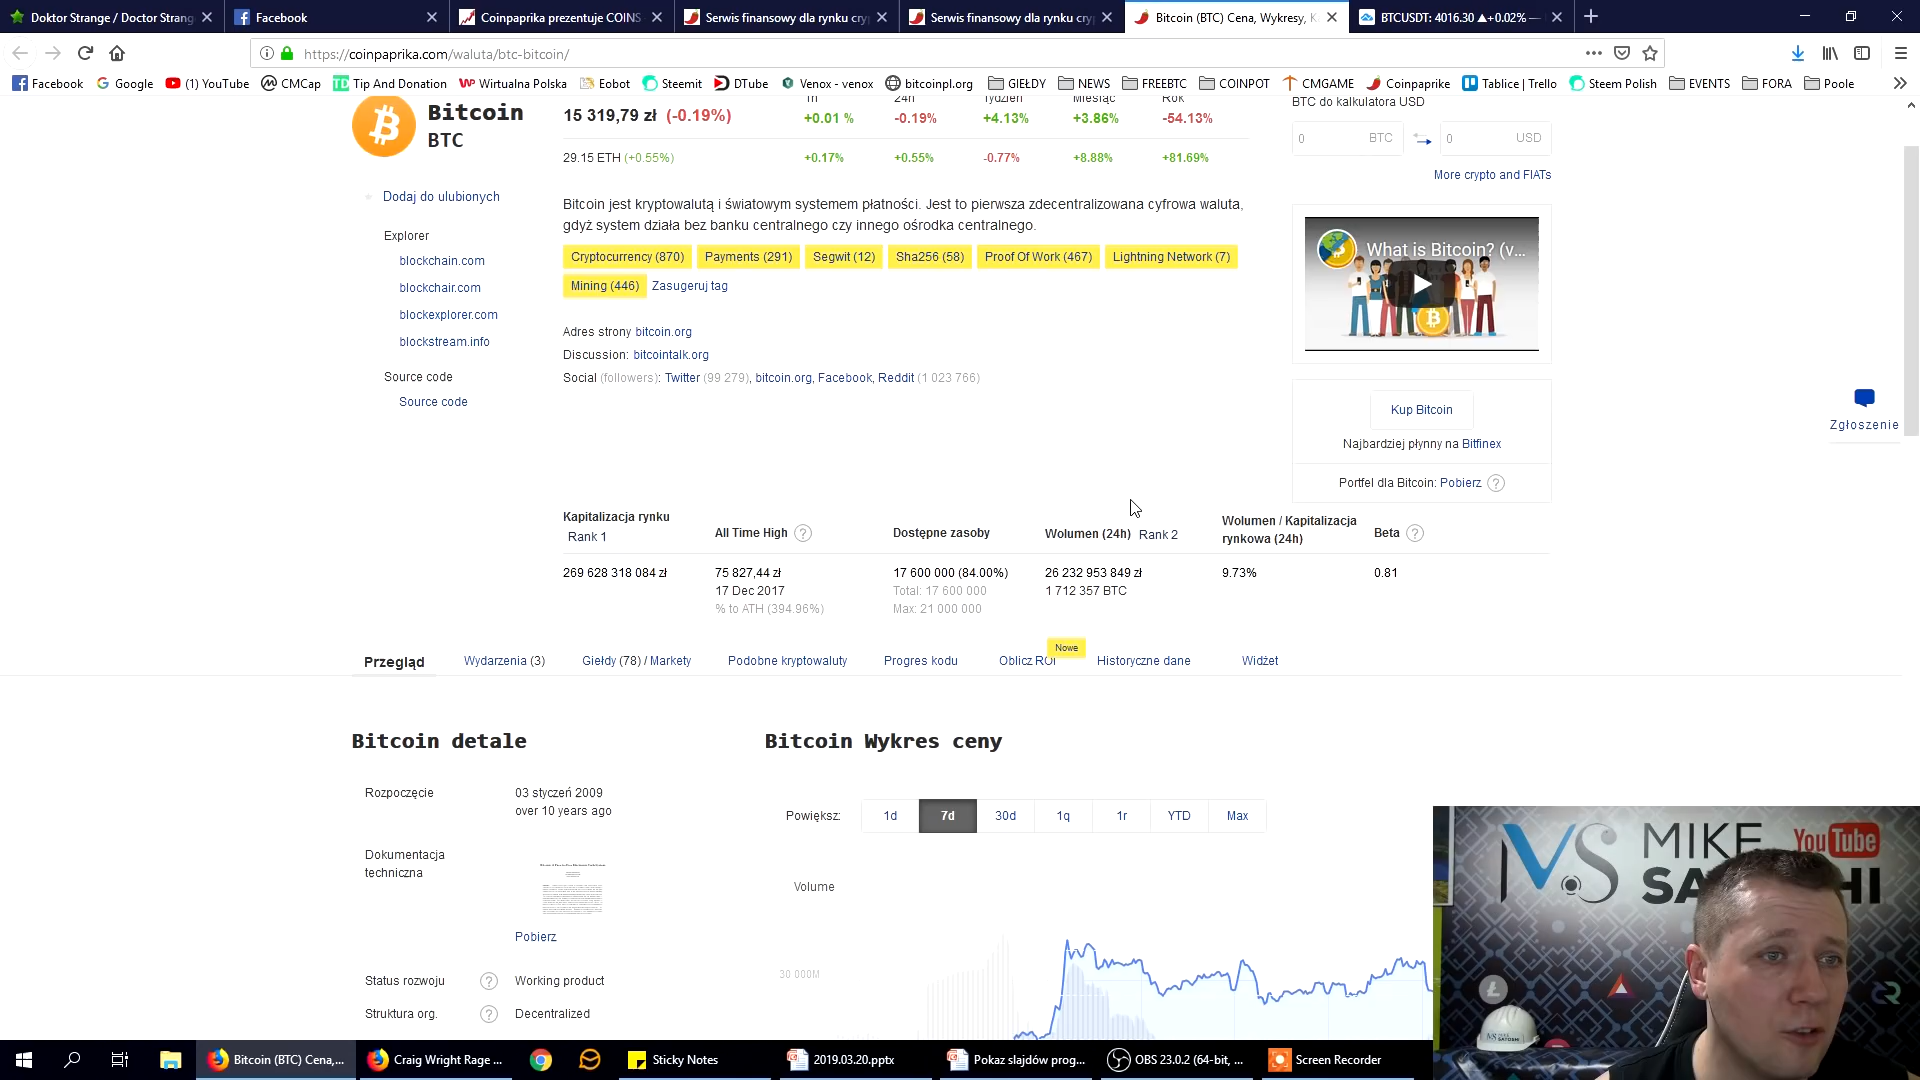 Doktor Strange / Doctor Strang
Facebook
Coinpaprika prezentuje COINS
Serwis finansowy dla rynku cry
Serwis finansowy dla rynku cry
Bitcoin (BTC) Cena, Wykresy, K
BTCUSDT: 4016.30 ▲+0.02% —
https://coinpaprika.com/waluta/btc-bitcoin/
Facebook
Google
(1) YouTube
CMCap
Tip And Donation
Wirtualna Polska
Eobot
Steemit
DTube
Venox - venox
bitcoinpl.org
GIEŁDY
NEWS
FREEBTC
COINPOT
CMGAME
Coinpaprike
Tablice | Trello
Steem Polish
EVENTS
FORA
Poole
Bitcoin
BTC
15 319,79 zł (-0.19%)
1h 24h Tydzień Miesiąc Rok
+0.01 % -0.19% +4.13% +3.86% -54.13%
29.15 ETH (+0.55%)
+0.17% +0.55% -0.77% +8.88% +81.69%
BTC do kalkulatora USD
0 BTC 0 USD
More crypto and FIATs
Dodaj do ulubionych
Explorer
blockchain.com
blockchair.com
blockexplorer.com
blockstream.info
Source code
Source code
Bitcoin jest kryptowalutą i światowym systemem płatności. Jest to pierwsza zdecentralizowana cyfrowa waluta,
gdyż system działa bez banku centralnego czy innego ośrodka centralnego.
Cryptocurrency (870) Payments (291) Segwit (12) Sha256 (58) Proof Of Work (467) Lightning Network (7)
Mining (446) Zasugeruj tag
Adres strony bitcoin.org
Discussion: bitcointalk.org
Social (followers): Twitter (99 279), bitcoin.org, Facebook, Reddit (1 023 766)
What is Bitcoin? (v...
Kup Bitcoin
Najbardziej płynny na Bitfinex
Portfel dla Bitcoin: Pobierz ?
Zgłoszenie
Kapitalizacja rynku
Rank 1
269 628 318 084 zł
All Time High ?
75 827,44 zł
17 Dec 2017
% to ATH (394.96%)
Dostępne zasoby
17 600 000 (84.00%)
Total: 17 600 000
Max: 21 000 000
Wolumen (24h) Rank 2
26 232 953 849 zł
1 712 357 BTC
Wolumen / Kapitalizacja
rynkowa (24h)
9.73%
Beta ?
0.81
Nowe
Przegląd Wydarzenia (3) Giełdy (78) / Markety Podobne kryptowaluty Progres kodu Oblicz ROI Historyczne dane Widżet
Bitcoin detale
Rozpoczęcie
03 styczeń 2009
over 10 years ago
Dokumentacja
techniczna
Pobierz
Status rozwoju ? Working product
Struktura org. ? Decentralized
Bitcoin Wykres ceny
Powiększ: 1d 7d 30d 1q 1r YTD Max
Volume
30 000M
MS MIKE
SATOSHI
YouTube
MS
SATOSHI
Bitcoin (BTC) Cena,...
Craig Wright Rage ...
Sticky Notes
2019.03.20.pptx
Pokaz slajdów prog...
OBS 23.0.2 (64-bit, ...
Screen Recorder